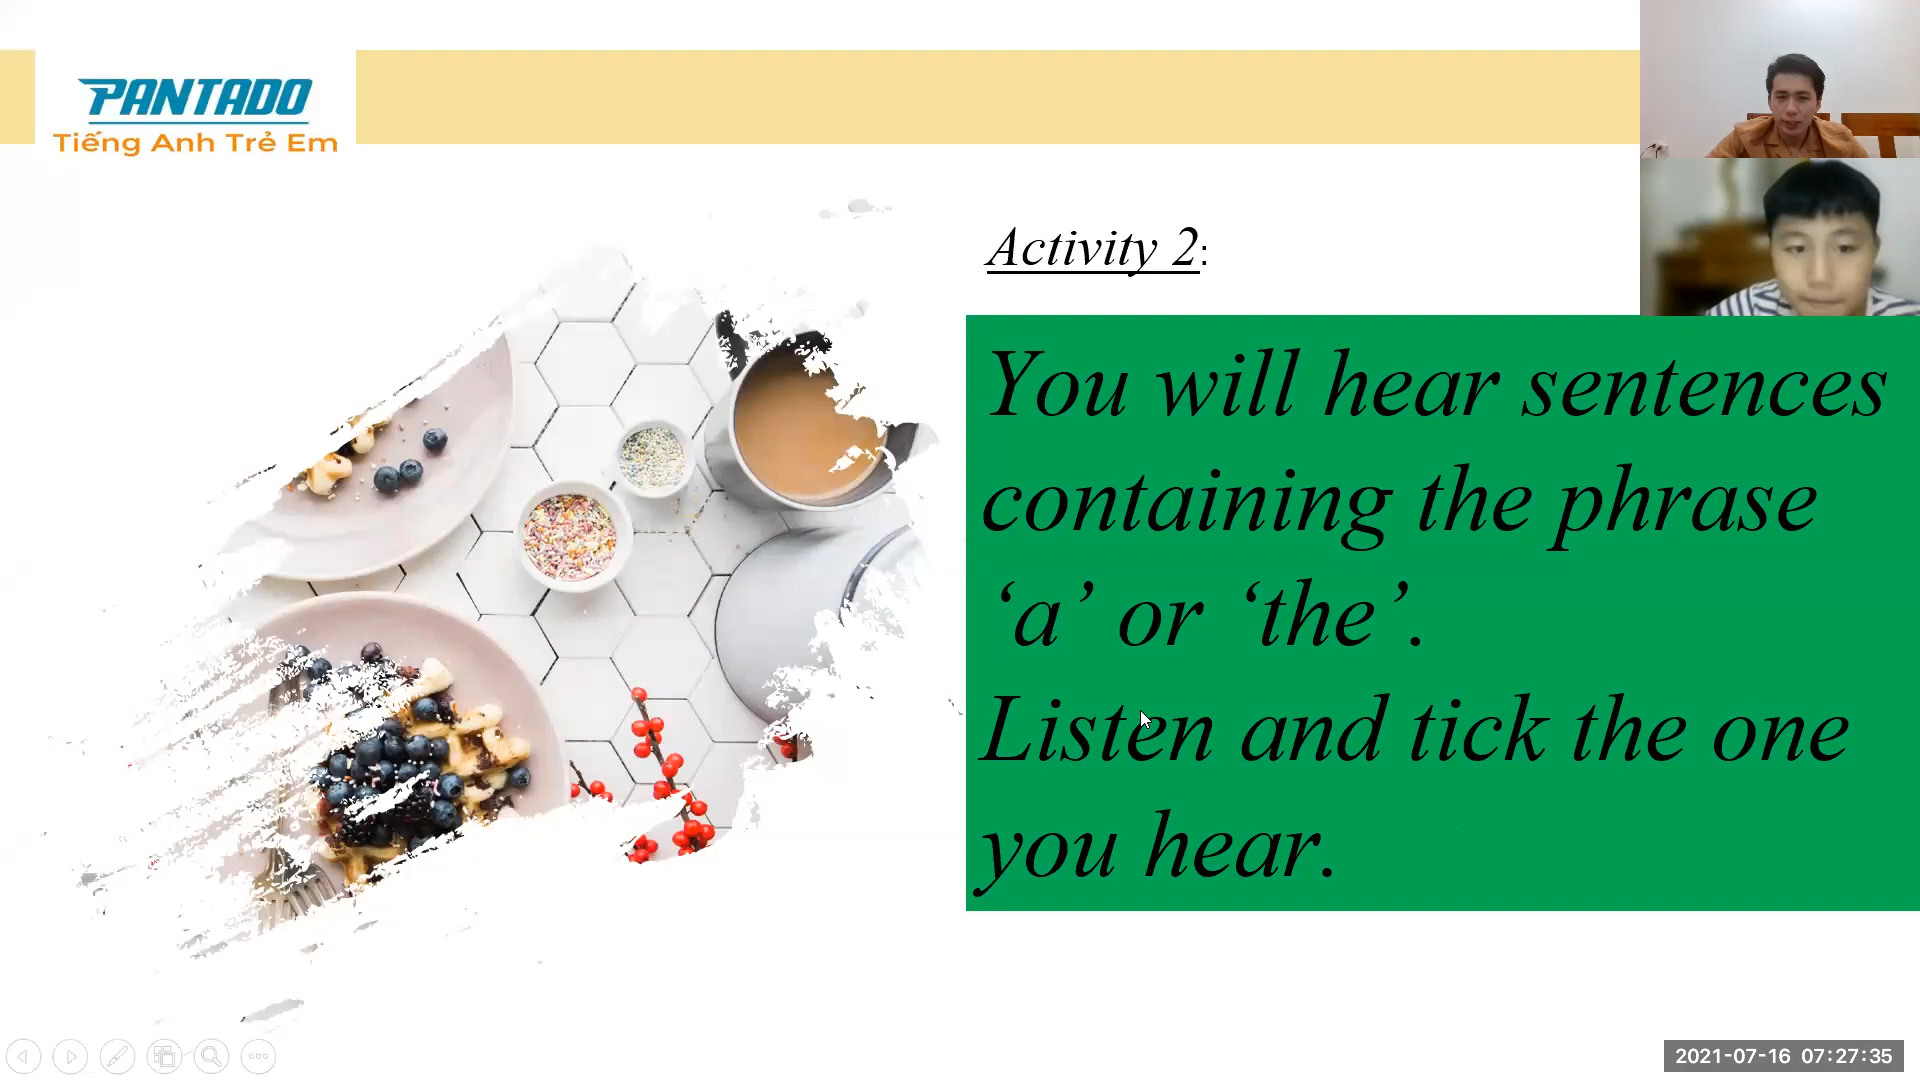 PANTADO
Tiếng Anh Trẻ Em
Activity 2:
You will hear sentences
containing the phrase
‘a’ or ‘the’.
Listen and tick the one
you hear.
2021-07-16 07:27:35